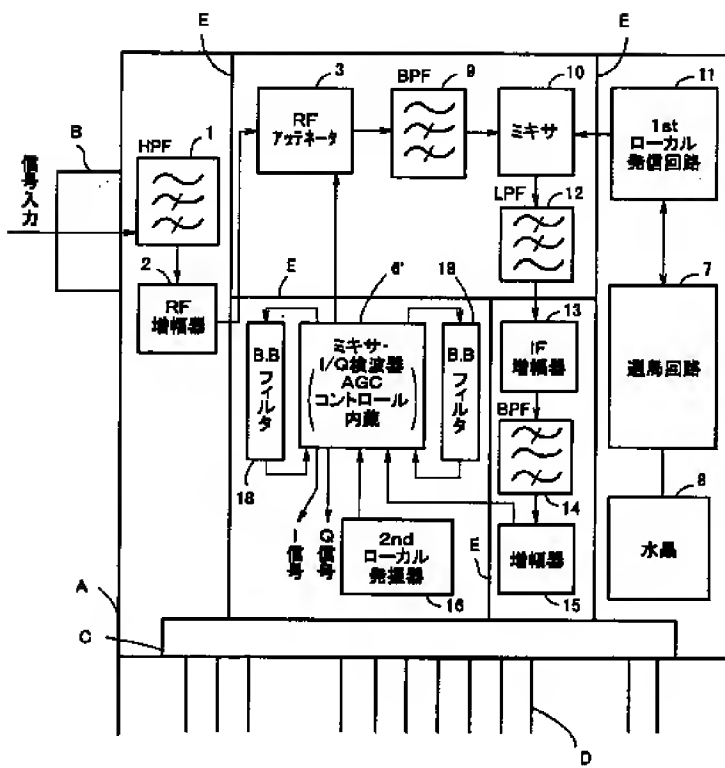 E
E
3
BPF
9
10
11
B
HPF
1
RF
アッテネータ
ミキサ
1st
ローカル
発信回路
信号入力
LPF
12
2
RF
増幅器
E
6'
18
13
7
B.B
フィルタ
ミキサ・
I/Q検波器
AGC
コントロール
内蔵
B.B
フィルタ
IF
増幅器
選局回路
BPF
18
14
8
I信号
Q信号
2nd
ローカル
発振器
E
増幅器
水晶
A
16
15
C
D